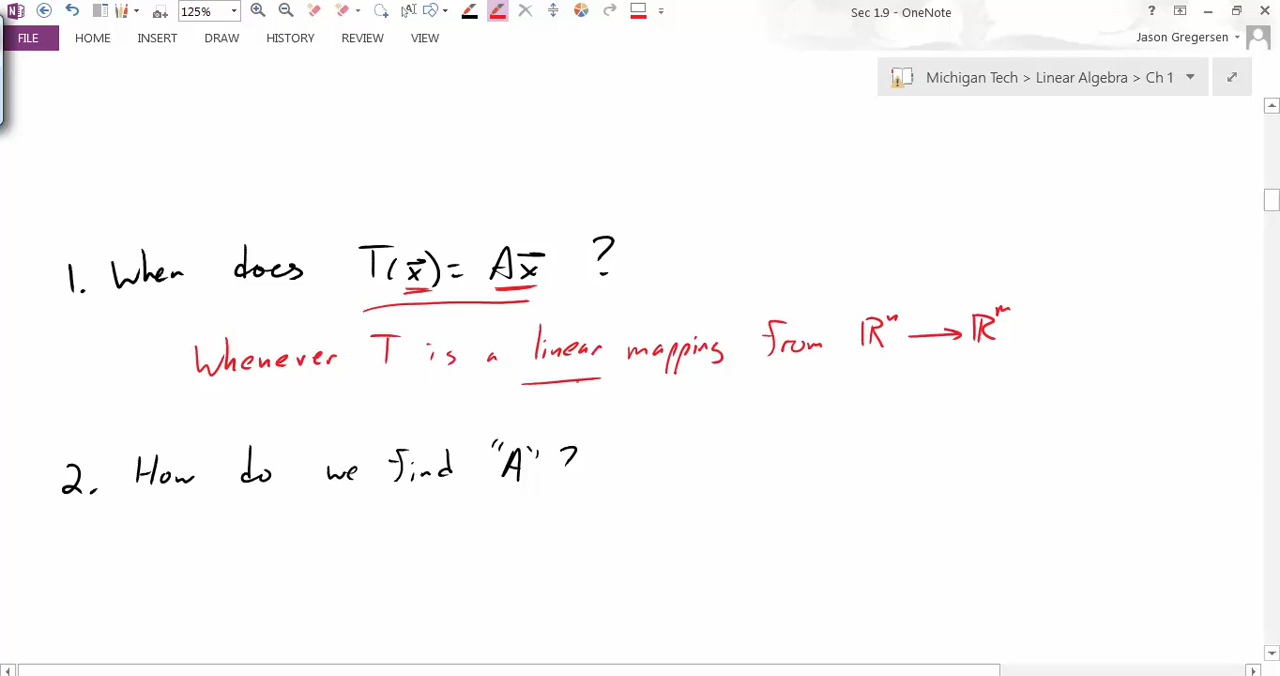 125%
Sec 1.9 - OneNote
?
FILE HOME INSERT DRAW HISTORY REVIEW VIEW
Jason Gregersen
Michigan Tech > Linear Algebra > Ch 1
1. When does T(x⃗) = Ax⃗ ?
Whenever T is a linear mapping from ℝⁿ → ℝᵐ
2. How do we find "A" ?